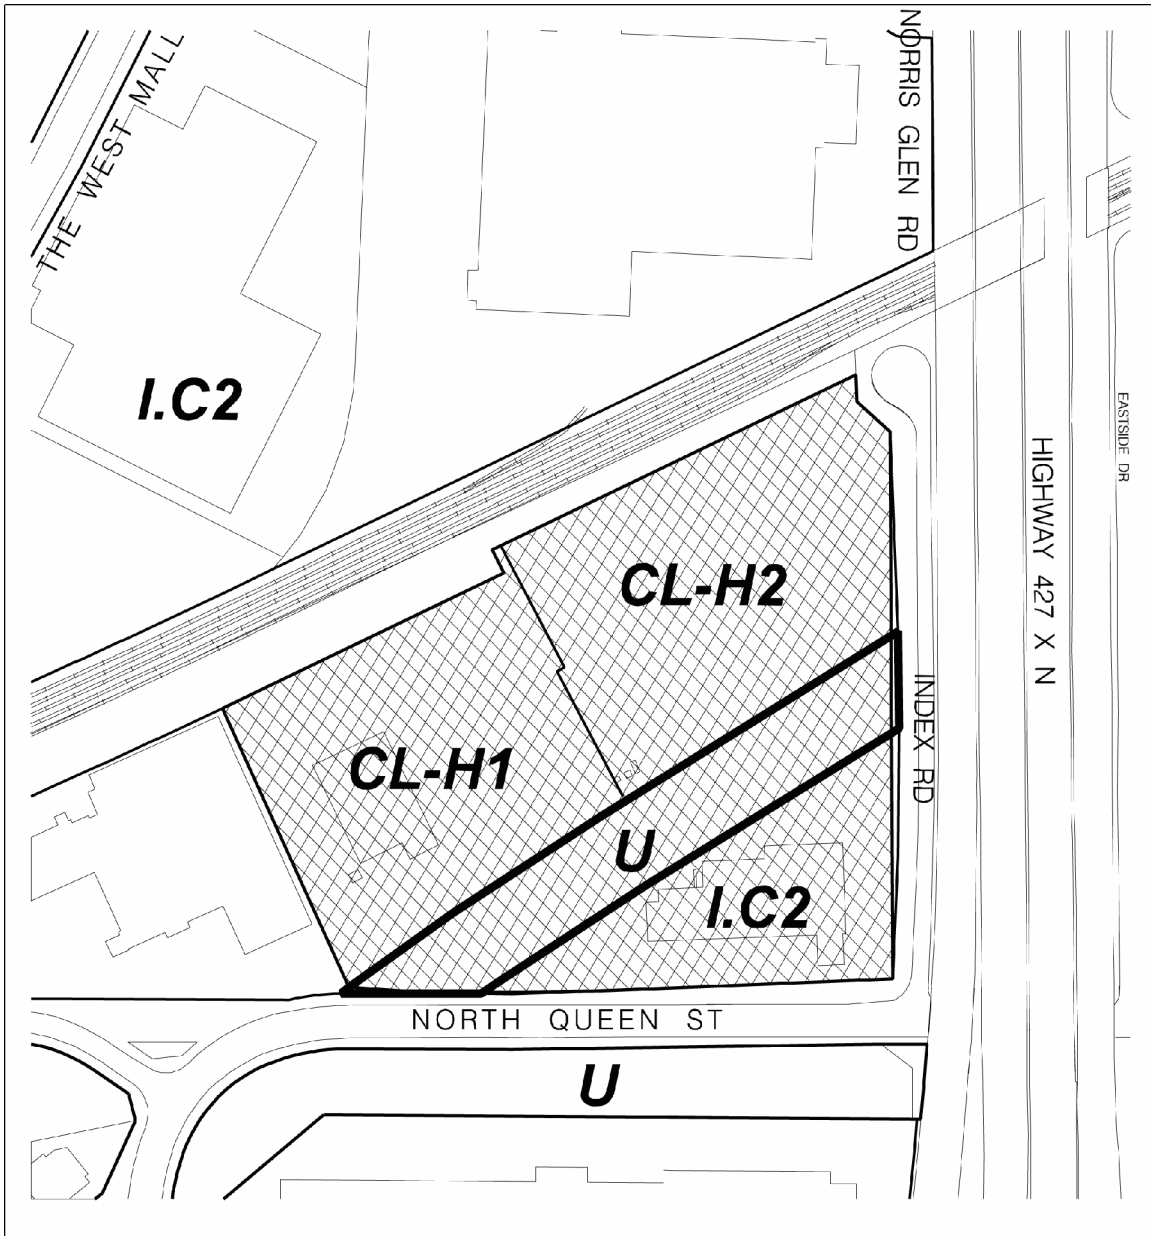 NORRIS GLEN RD
THE WEST MALL
I.C2
EASTSIDE DR
HIGHWAY 427 X N
CL-H2
INDEX RD
CL-H1
U
I.C2
NORTH QUEEN ST
U